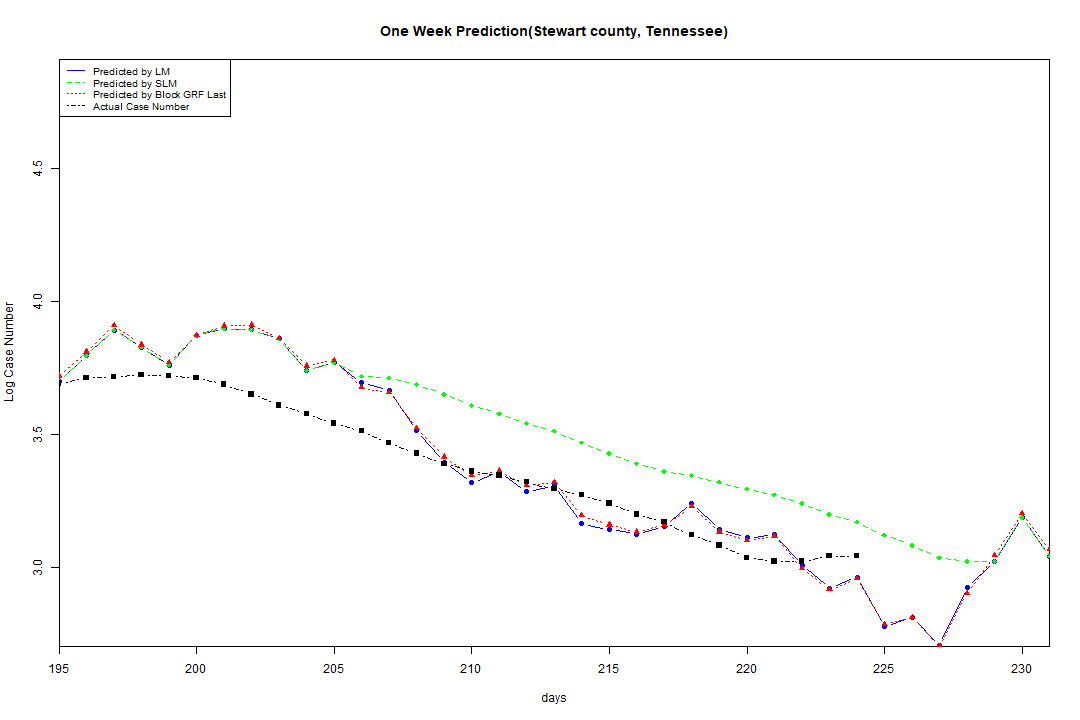 One Week Prediction(Stewart county, Tennessee)
Predicted by LM
Predicted by SLM
Predicted by Block GRF Last
Actual Case Number
4.5
4.0
3.5
3.0
Log Case Number
195 200 205 210 215 220 225 230
days